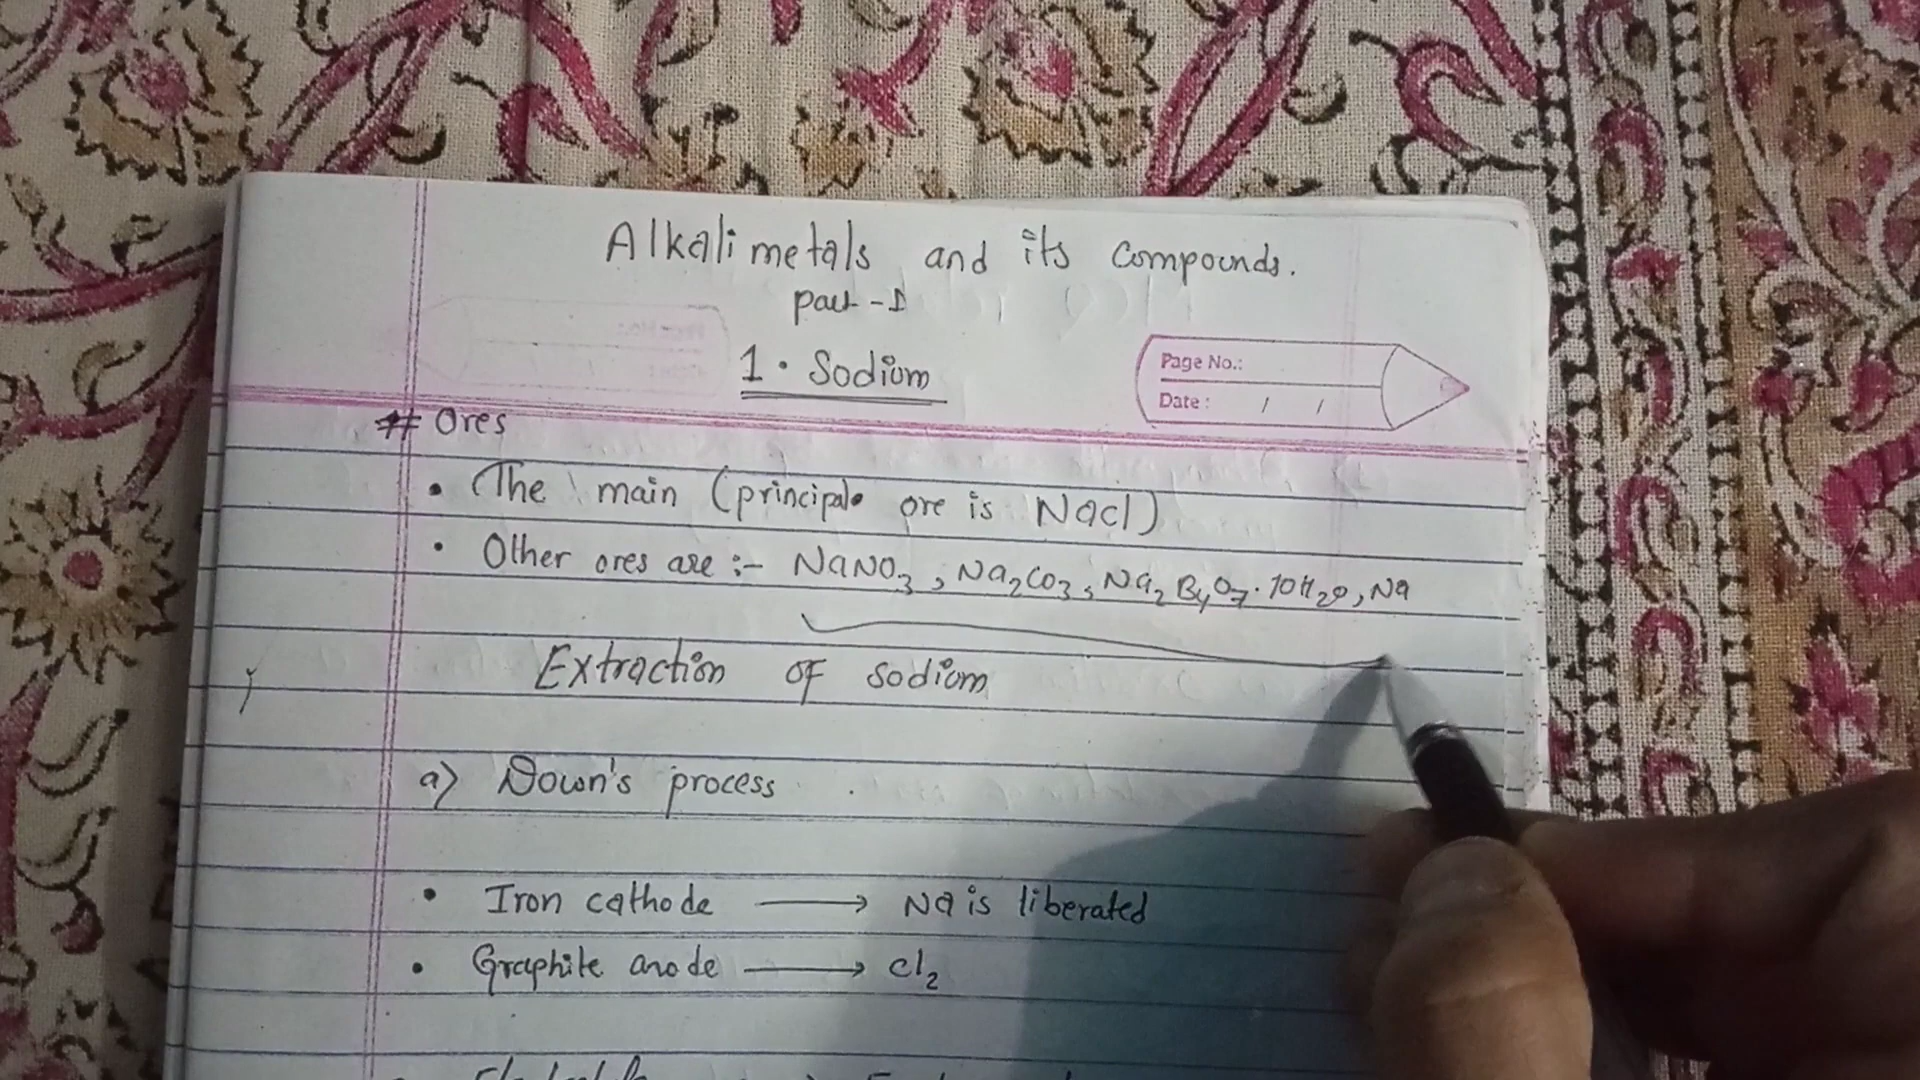 Alkali metals and its compounds.
part - I
1. Sodium
Page No.:
Date: / /
# Ores
• The main (principal ore is NaCl)
• Other ores are :- NaNO₃, Na₂CO₃, Na₂B₄O₇·10H₂O, Na
Extraction of sodium
a) Down's process
• Iron cathode → Na is liberated
• Graphite anode → Cl₂